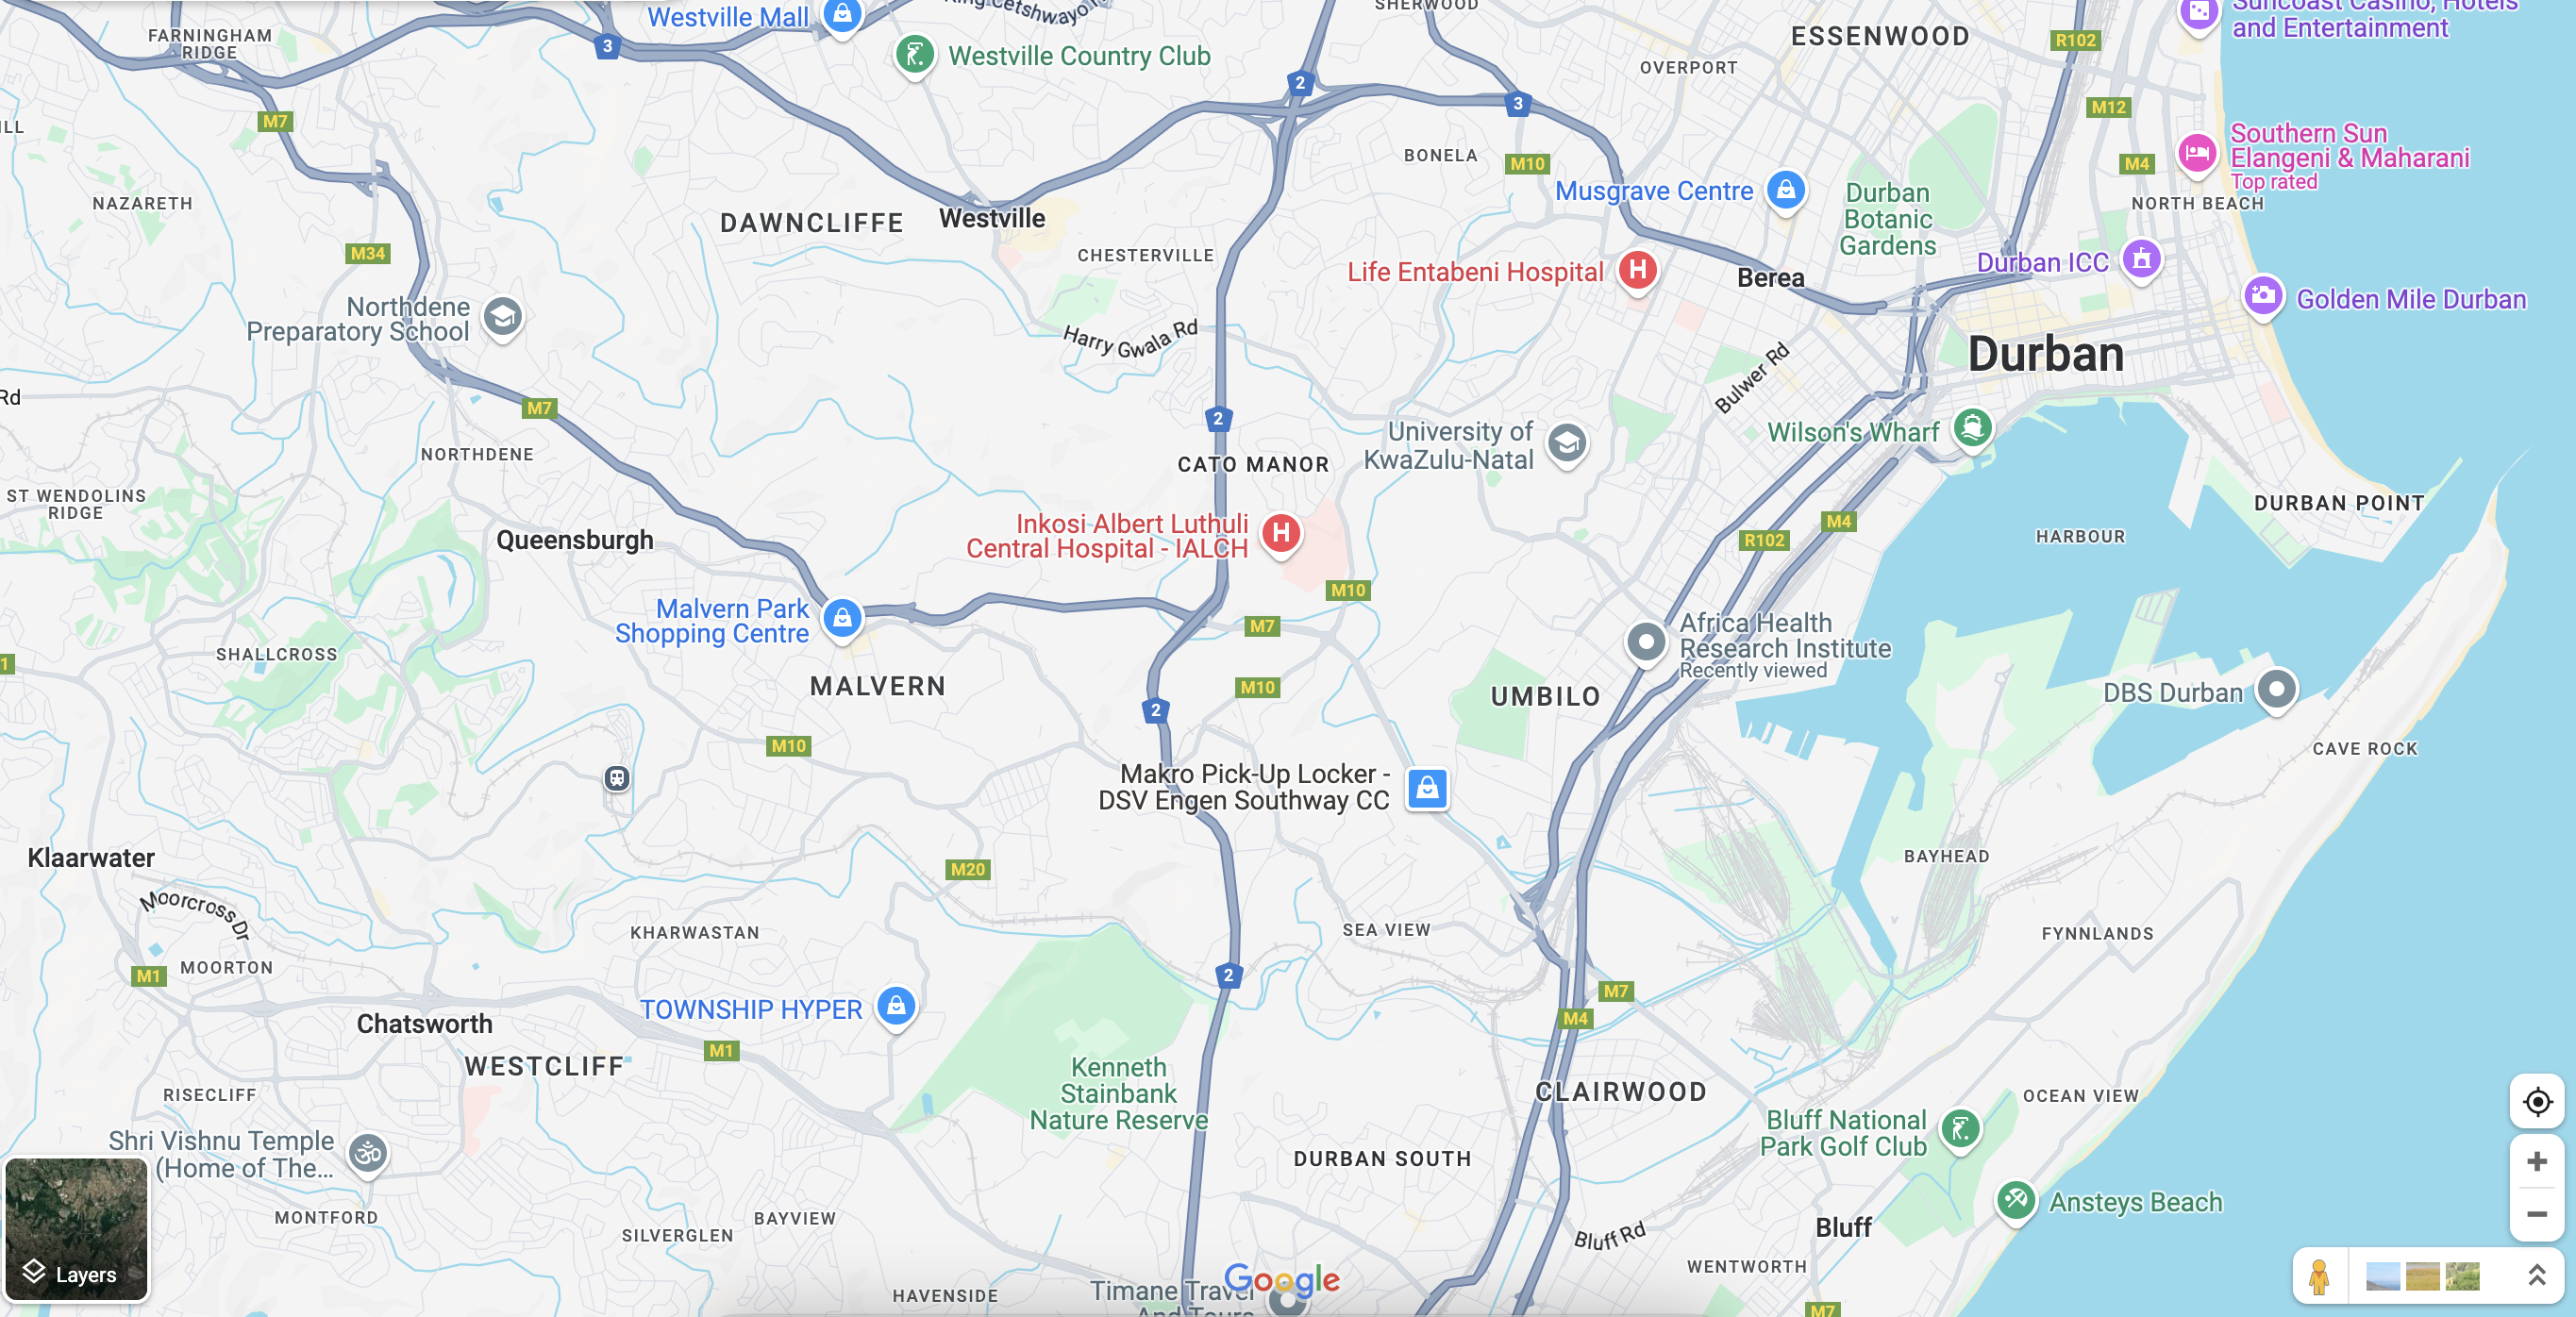 Westville Mall
King Cetshwayo
SHERWOOD
Suncoast Casino, Hotels
and Entertainment
FARNINGHAM
RIDGE
3
Westville Country Club
ESSENWOOD
R102
OVERPORT
2
3
M12
M7
ILL
BONELA
M10
Southern Sun
Elangeni & Maharani
Top rated
M4
NAZARETH
Musgrave Centre
Durban
Botanic
Gardens
NORTH BEACH
DAWNCLIFFE
Westville
M34
CHESTERVILLE
Life Entabeni Hospital
Berea
Durban ICC
Golden Mile Durban
Northdene
Preparatory School
Harry Gwala Rd
Durban
Bulwer Rd
Rd
M7
2
Wilson's Wharf
NORTHDENE
University of
KwaZulu-Natal
CATO MANOR
ST WENDOLINS
RIDGE
DURBAN POINT
Queensburgh
Inkosi Albert Luthuli
Central Hospital - IALCH
M4
R102
HARBOUR
M10
Malvern Park
Shopping Centre
M7
Africa Health
Research Institute
Recently viewed
SHALLCROSS
1
MALVERN
M10
UMBILO
DBS Durban
2
M10
CAVE ROCK
Makro Pick-Up Locker -
DSV Engen Southway CC
Klaarwater
M20
BAYHEAD
Moorcross Dr
KHARWASTAN
SEA VIEW
FYNNLANDS
M1
MOORTON
2
M7
TOWNSHIP HYPER
M4
Chatsworth
M1
WESTCLIFF
Kenneth
Stainbank
Nature Reserve
RISECLIFF
CLAIRWOOD
OCEAN VIEW
Bluff National
Park Golf Club
Shri Vishnu Temple
(Home of The...
DURBAN SOUTH
Ansteys Beach
MONTFORD
BAYVIEW
SILVERGLEN
Bluff Rd
Bluff
WENTWORTH
Layers
Google
Timane Travel
And Tours
HAVENSIDE
M7